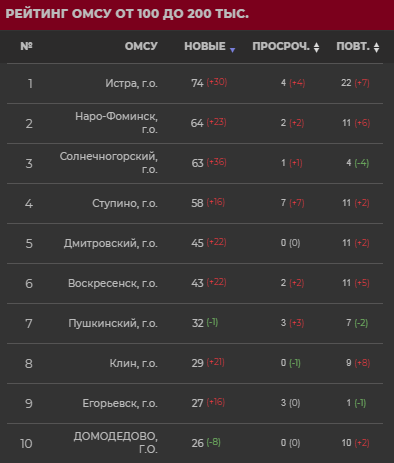 РЕЙТИНГ ОМСУ ОТ 100 ДО 200 ТЫС.
№ ОМСУ НОВЫЕ ПРОСРОЧ. ПОВТ.
1 Истра, г.о. 74 (+30) 4 (+4) 22 (+7)
2 Наро-Фоминск, г.о. 64 (+23) 2 (+2) 11 (+6)
3 Солнечногорский, г.о. 63 (+36) 1 (+1) 4 (-4)
4 Ступино, г.о. 58 (+16) 7 (+7) 11 (+2)
5 Дмитровский, г.о. 45 (+22) 0 (0) 11 (+2)
6 Воскресенск, г.о. 43 (+22) 2 (+2) 11 (+5)
7 Пушкинский, г.о. 32 (-1) 3 (+3) 7 (-2)
8 Клин, г.о. 29 (+21) 0 (-1) 9 (+8)
9 Егорьевск, г.о. 27 (+16) 3 (0) 1 (-1)
10 ДОМОДЕДОВО, Г.О. 26 (-8) 0 (0) 10 (+2)